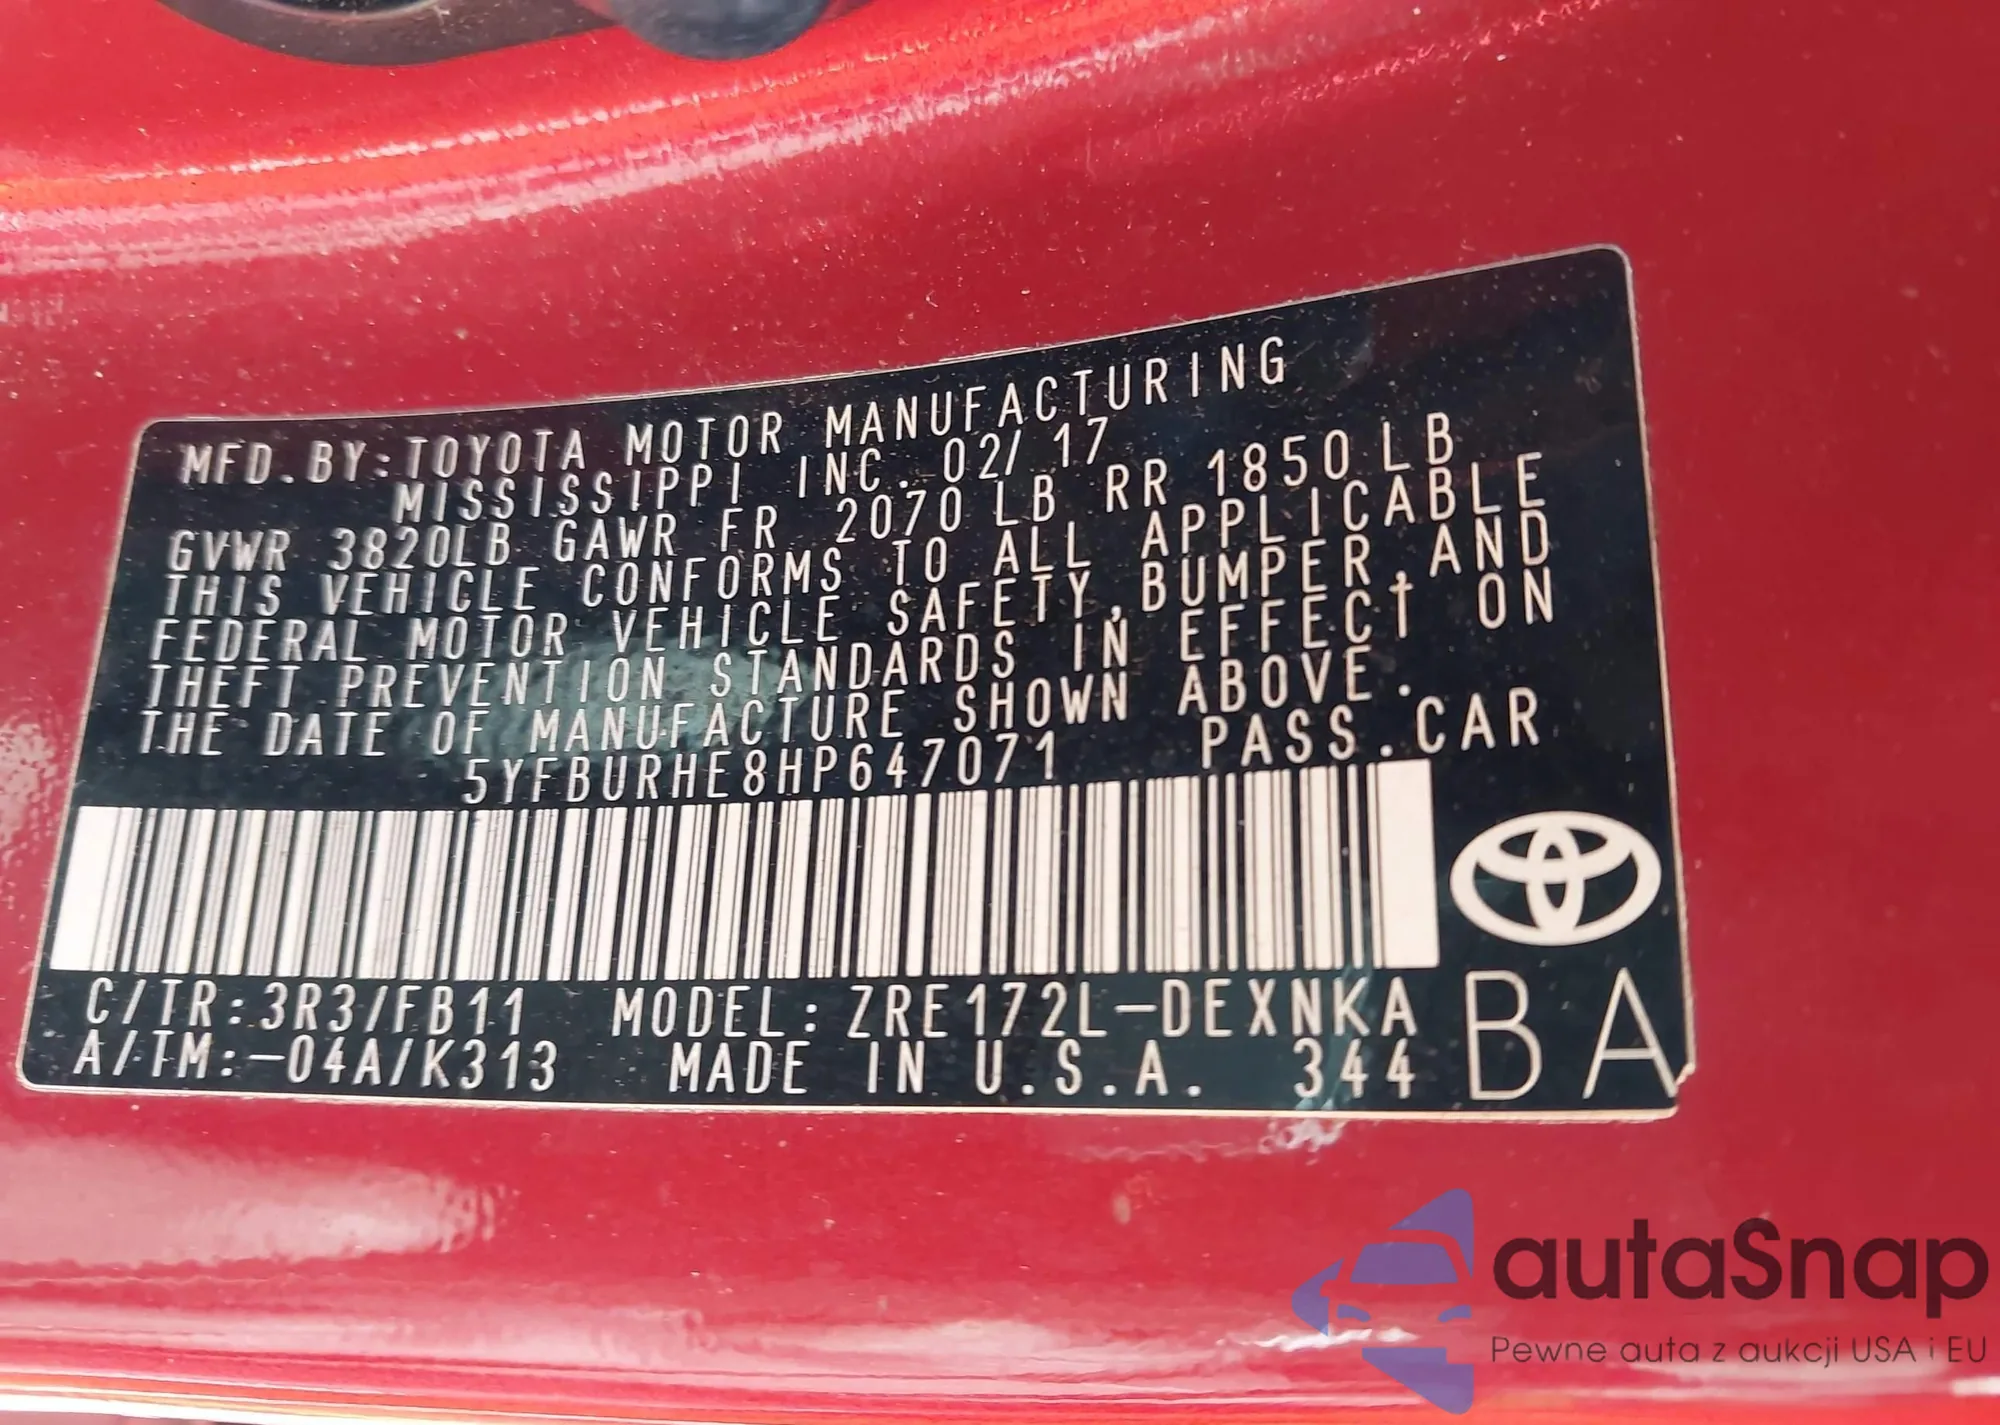 MFD.BY:TOYOTA MOTOR MANUFACTURING
MISSISSIPPI INC. 02/17
GVWR 3820LB GAWR FR 2070LB RR 1850LB
THIS VEHICLE CONFORMS TO ALL APPLICABLE
FEDERAL MOTOR VEHICLE SAFETY,BUMPER,AND
THEFT PREVENTION STANDARDS IN EFFECT ON
THE DATE OF MANUFACTURE SHOWN ABOVE.
5YFBURHE8HP647071 PASS.CAR
C/TR:3R3/FB11 MODEL:ZRE172L-DEXNKA
A/TM:-04A/K313 MADE IN U.S.A. 344
BA
autaSnap
Pewne auta z aukcji USA i EU